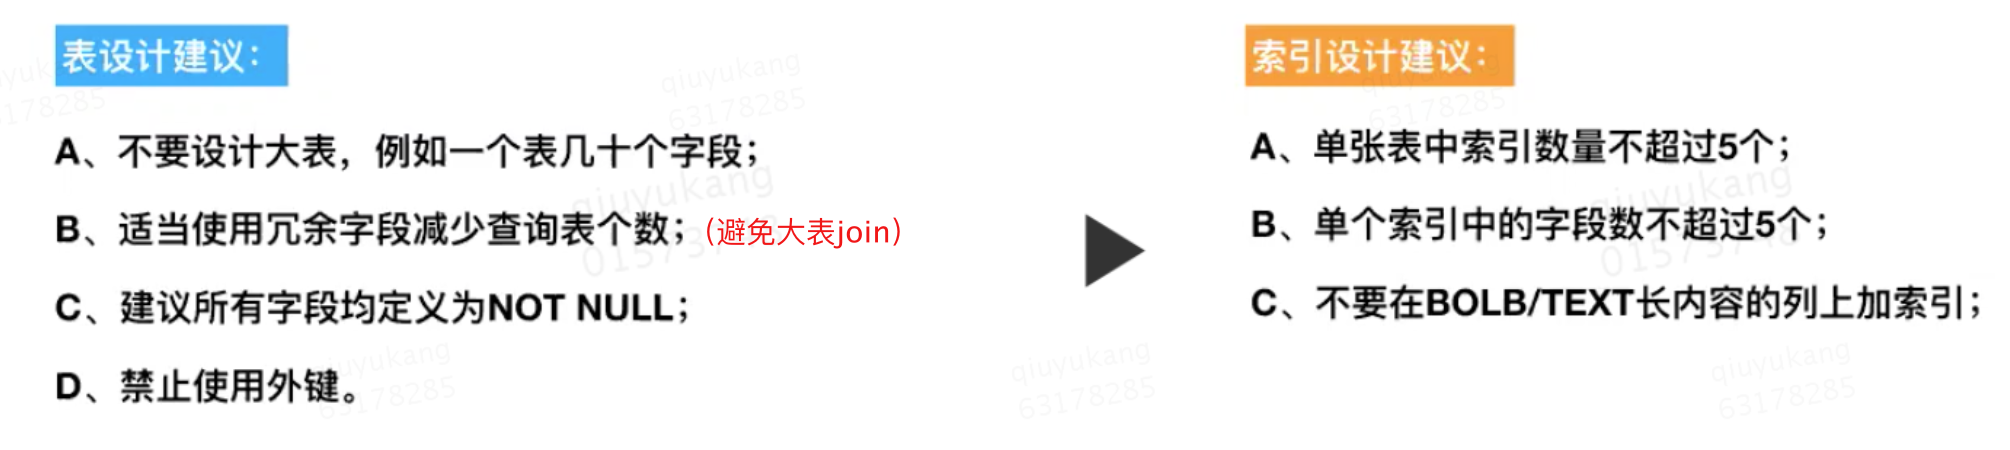 表设计建议：
A、不要设计大表，例如一个表几十个字段；
B、适当使用冗余字段减少查询表个数；（避免大表join）
C、建议所有字段均定义为NOT NULL；
D、禁止使用外键。
索引设计建议：
A、单张表中索引数量不超过5个；
B、单个索引中的字段数不超过5个；
C、不要在BOLB/TEXT长内容的列上加索引；
qiuyukang
63178285
qiuyukang
63178285
qiuyukang
63178285
qiuyukang
63178285